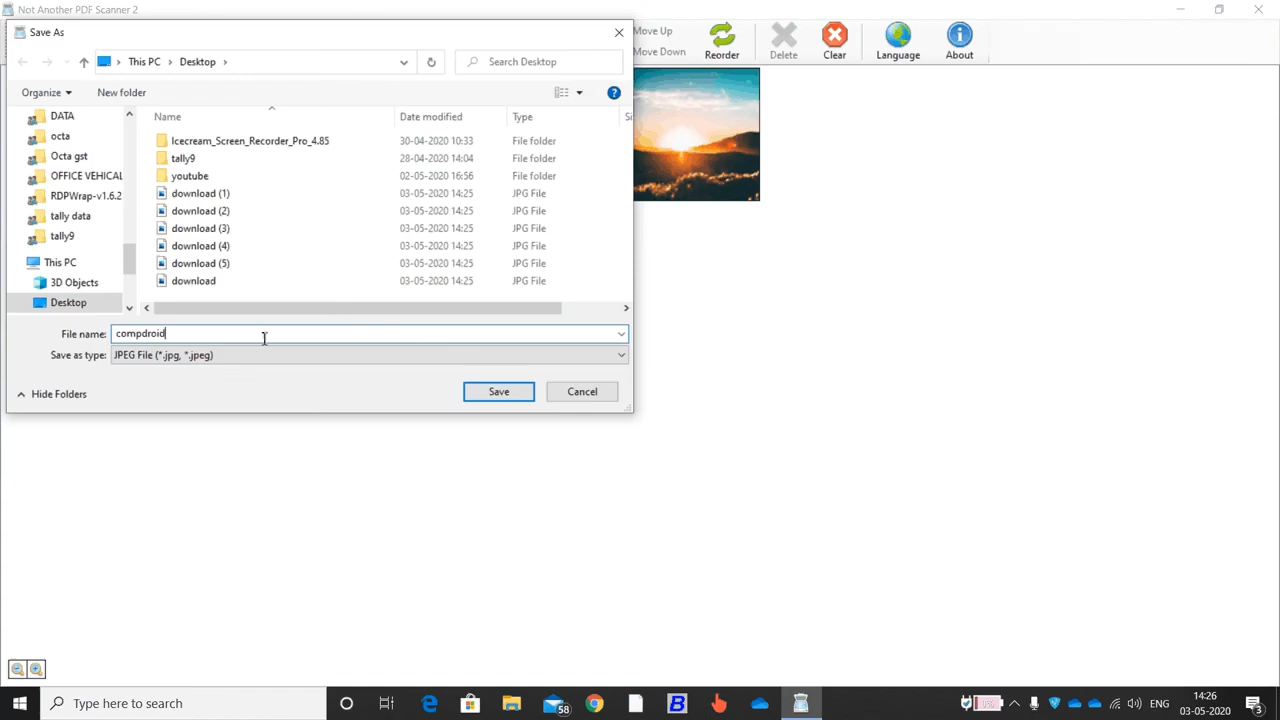 Not Another PDF Scanner 2
Save As
Move Up
Move Down
Reorder
Delete
Clear
Language
About
This PC
Desktop
Search Desktop
Organize
New folder
DATA
octa
Octa gst
OFFICE VEHICAL
RDPWrap-v1.6.2
tally data
tally9
This PC
3D Objects
Desktop
Name Date modified Type
Icecream_Screen_Recorder_Pro_4.85 30-04-2020 10:33 File folder
tally9 28-04-2020 14:04 File folder
youtube 02-05-2020 16:56 File folder
download (1) 03-05-2020 14:25 JPG File
download (2) 03-05-2020 14:25 JPG File
download (3) 03-05-2020 14:25 JPG File
download (4) 03-05-2020 14:25 JPG File
download (5) 03-05-2020 14:25 JPG File
download 03-05-2020 14:25 JPG File
File name: compdroid
Save as type: JPEG File (*.jpg, *.jpeg)
Hide Folders
Save
Cancel
Type here to search
58
ENG
14:26
03-05-2020
3